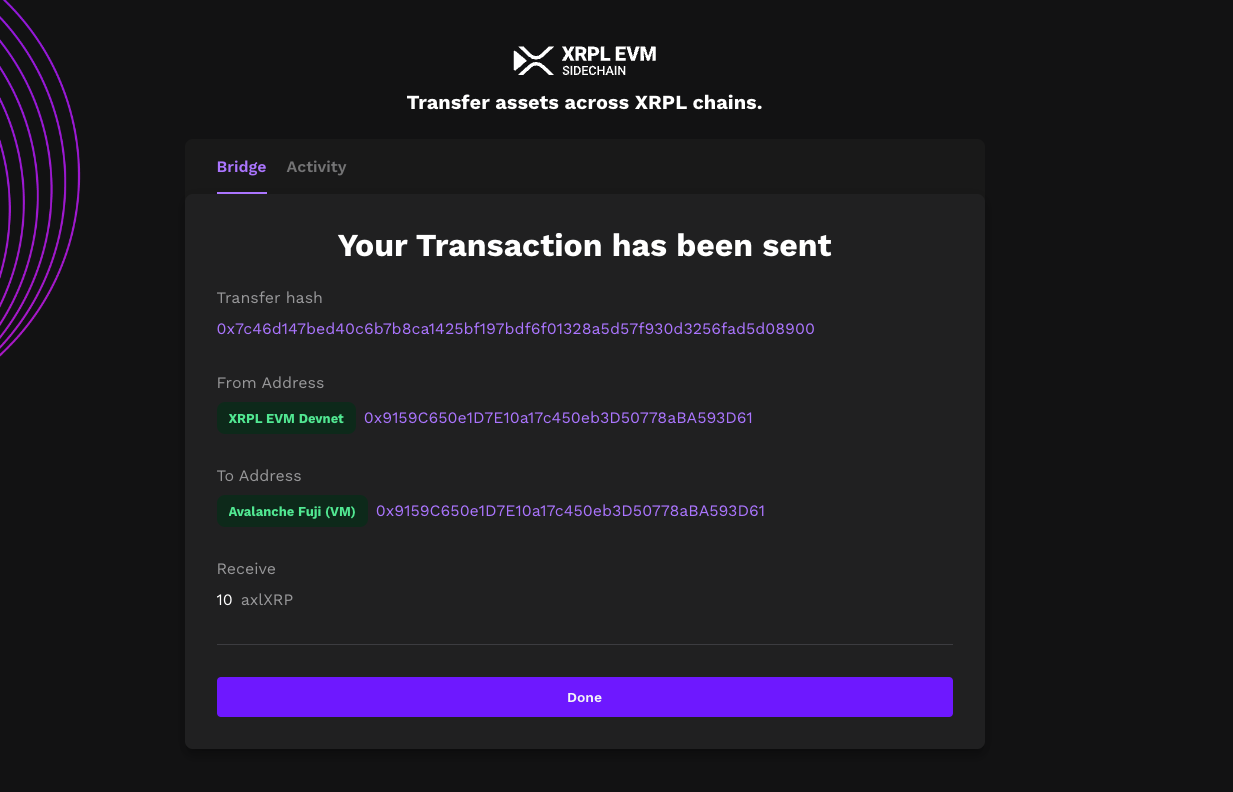 XRPL EVM
SIDECHAIN
Transfer assets across XRPL chains.
Bridge Activity
Your Transaction has been sent
Transfer hash
0x7c46d147bed40c6b7b8ca1425bf197bdf6f01328a5d57f930d3256fad5d08900
From Address
XRPL EVM Devnet 0x9159C650e1D7E10a17c450eb3D50778aBA593D61
To Address
Avalanche Fuji (VM) 0x9159C650e1D7E10a17c450eb3D50778aBA593D61
Receive
10 axlXRP
Done